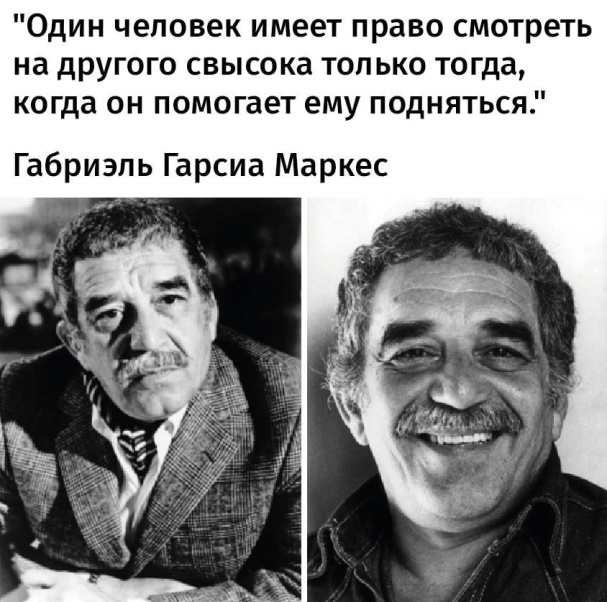 "Один человек имеет право смотреть
на другого свысока только тогда,
когда он помогает ему подняться."
Габриэль Гарсиа Маркес